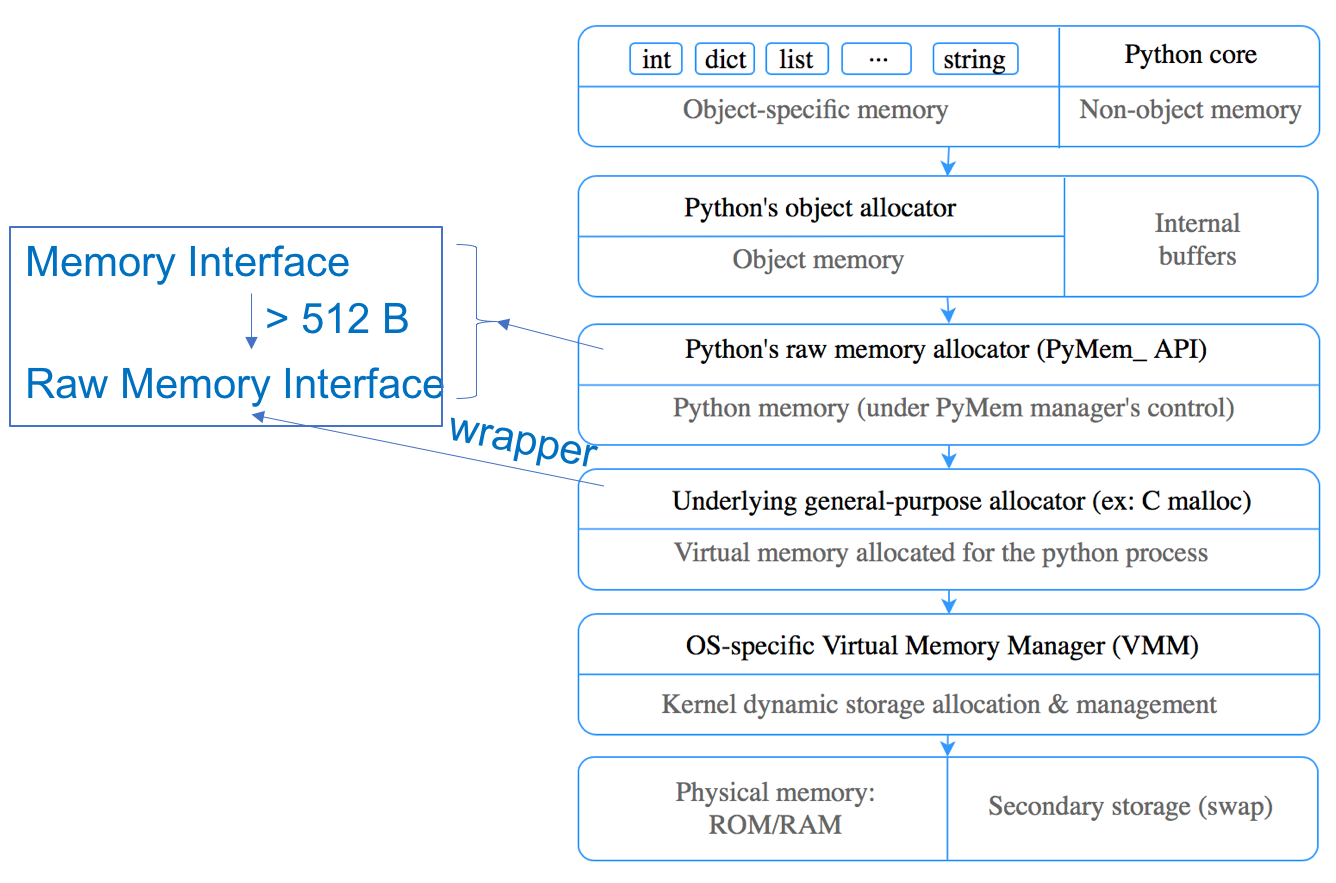 int dict list ... string
Python core
Object-specific memory
Non-object memory
Python's object allocator
Object memory
Internal
buffers
Memory Interface
> 512 B
Raw Memory Interface
wrapper
Python's raw memory allocator (PyMem_ API)
Python memory (under PyMem manager's control)
Underlying general-purpose allocator (ex: C malloc)
Virtual memory allocated for the python process
OS-specific Virtual Memory Manager (VMM)
Kernel dynamic storage allocation & management
Physical memory:
ROM/RAM
Secondary storage (swap)